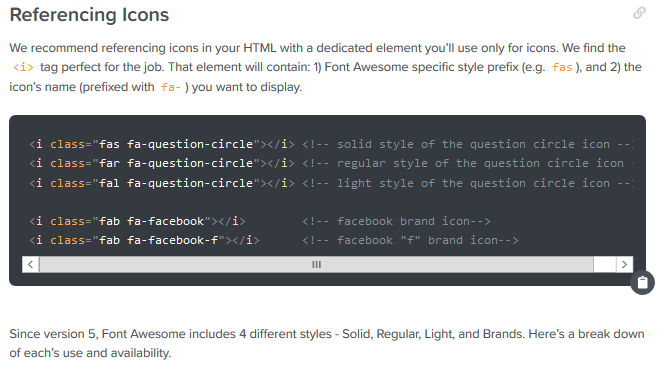 Referencing Icons
We recommend referencing icons in your HTML with a dedicated element you’ll use only for icons. We find the
<i> tag perfect for the job. That element will contain: 1) Font Awesome specific style prefix (e.g. fas ), and 2) the
icon’s name (prefixed with fa- ) you want to display.
<i class="fas fa-question-circle"></i> <!-- solid style of the question circle icon --
<i class="far fa-question-circle"></i> <!-- regular style of the question circle icon
<i class="fal fa-question-circle"></i> <!-- light style of the question circle icon --
<i class="fab fa-facebook"></i> <!-- facebook brand icon-->
<i class="fab fa-facebook-f"></i> <!-- facebook "f" brand icon-->
Since version 5, Font Awesome includes 4 different styles - Solid, Regular, Light, and Brands. Here’s a break down
of each’s use and availability.